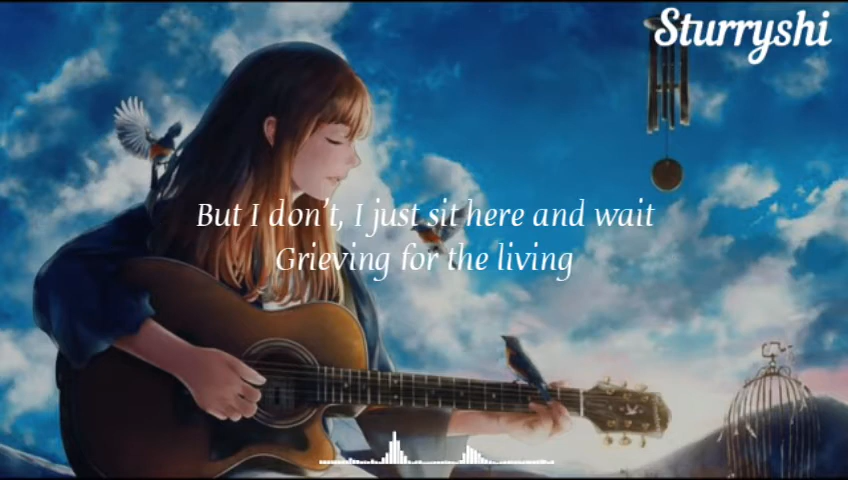 Sturryshi
But I don't, I just sit here and wait
Grieving for the living